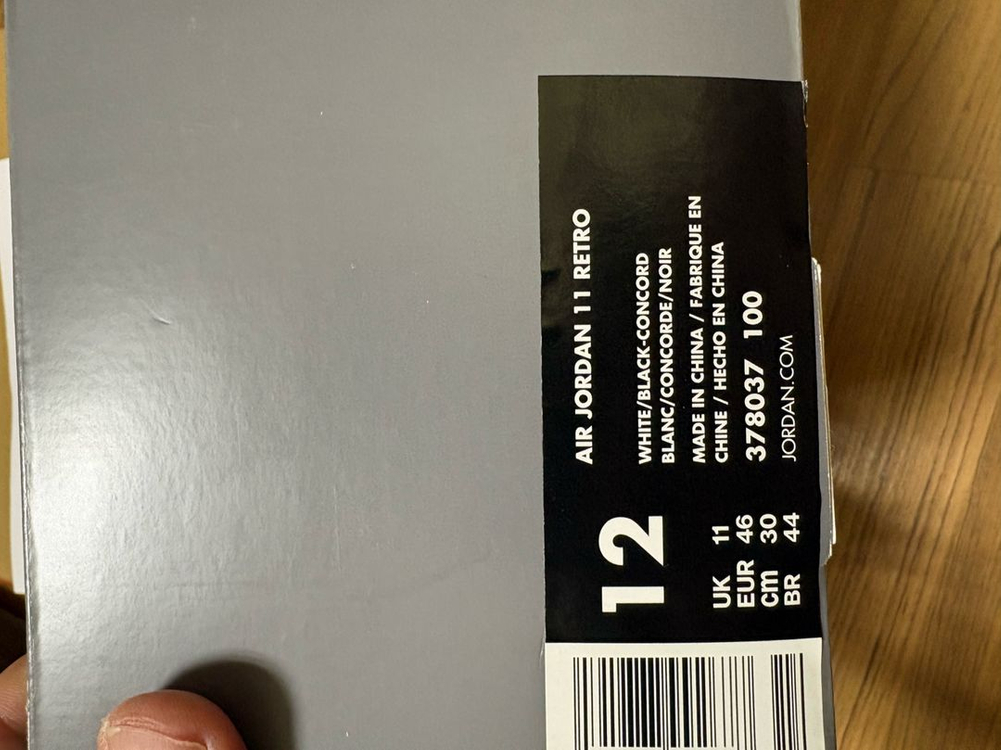 AIR JORDAN 11 RETRO
WHITE/BLACK-CONCORD
BLANC/CONCORDE/NOIR
MADE IN CHINA / FABRIQUE EN
CHINE / HECHO EN CHINA
378037 100
JORDAN.COM
12
UK 11
EUR 46
cm 30
BR 44